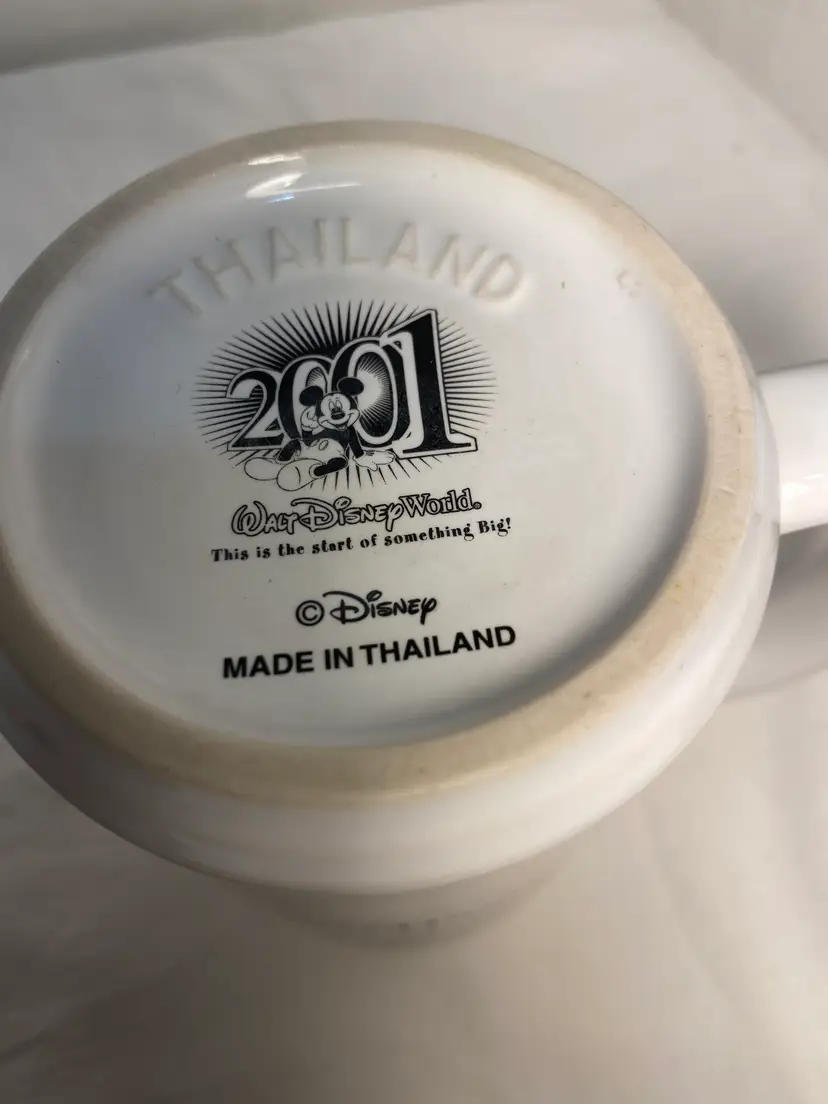 THAILAND
2001
Walt Disney World.
This is the start of something Big!
© Disney
MADE IN THAILAND